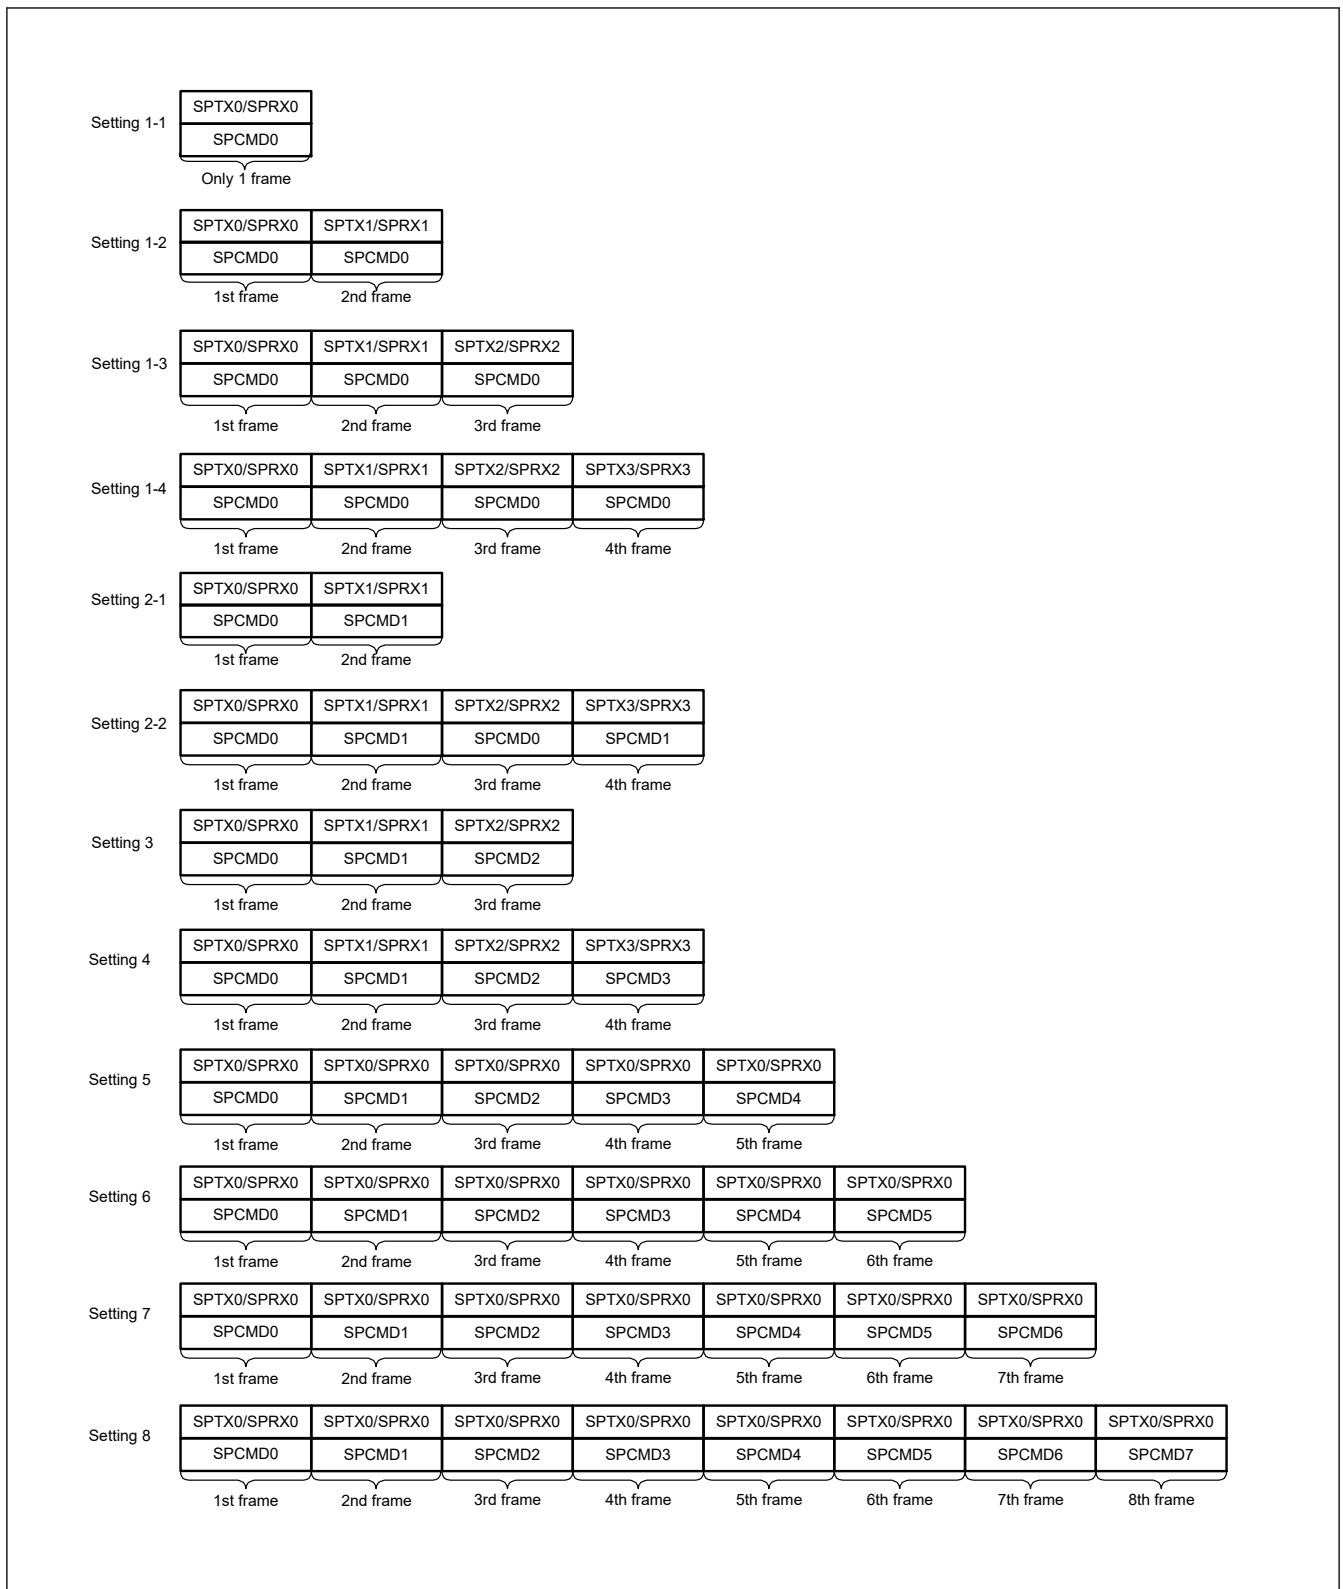 SPTX0/SPRX0
Setting 1-1
SPCMD0
Only 1 frame
SPTX0/SPRX0 SPTX1/SPRX1
Setting 1-2
SPCMD0 SPCMD0
1st frame 2nd frame
SPTX0/SPRX0 SPTX1/SPRX1 SPTX2/SPRX2
Setting 1-3
SPCMD0 SPCMD0 SPCMD0
1st frame 2nd frame 3rd frame
SPTX0/SPRX0 SPTX1/SPRX1 SPTX2/SPRX2 SPTX3/SPRX3
Setting 1-4
SPCMD0 SPCMD0 SPCMD0 SPCMD0
1st frame 2nd frame 3rd frame 4th frame
SPTX0/SPRX0 SPTX1/SPRX1
Setting 2-1
SPCMD0 SPCMD1
1st frame 2nd frame
SPTX0/SPRX0 SPTX1/SPRX1 SPTX2/SPRX2 SPTX3/SPRX3
Setting 2-2
SPCMD0 SPCMD1 SPCMD0 SPCMD1
1st frame 2nd frame 3rd frame 4th frame
SPTX0/SPRX0 SPTX1/SPRX1 SPTX2/SPRX2
Setting 3
SPCMD0 SPCMD1 SPCMD2
1st frame 2nd frame 3rd frame
SPTX0/SPRX0 SPTX1/SPRX1 SPTX2/SPRX2 SPTX3/SPRX3
Setting 4
SPCMD0 SPCMD1 SPCMD2 SPCMD3
1st frame 2nd frame 3rd frame 4th frame
SPTX0/SPRX0 SPTX0/SPRX0 SPTX0/SPRX0 SPTX0/SPRX0 SPTX0/SPRX0
Setting 5
SPCMD0 SPCMD1 SPCMD2 SPCMD3 SPCMD4
1st frame 2nd frame 3rd frame 4th frame 5th frame
SPTX0/SPRX0 SPTX0/SPRX0 SPTX0/SPRX0 SPTX0/SPRX0 SPTX0/SPRX0 SPTX0/SPRX0
Setting 6
SPCMD0 SPCMD1 SPCMD2 SPCMD3 SPCMD4 SPCMD5
1st frame 2nd frame 3rd frame 4th frame 5th frame 6th frame
SPTX0/SPRX0 SPTX0/SPRX0 SPTX0/SPRX0 SPTX0/SPRX0 SPTX0/SPRX0 SPTX0/SPRX0 SPTX0/SPRX0
Setting 7
SPCMD0 SPCMD1 SPCMD2 SPCMD3 SPCMD4 SPCMD5 SPCMD6
1st frame 2nd frame 3rd frame 4th frame 5th frame 6th frame 7th frame
SPTX0/SPRX0 SPTX0/SPRX0 SPTX0/SPRX0 SPTX0/SPRX0 SPTX0/SPRX0 SPTX0/SPRX0 SPTX0/SPRX0 SPTX0/SPRX0
Setting 8
SPCMD0 SPCMD1 SPCMD2 SPCMD3 SPCMD4 SPCMD5 SPCMD6 SPCMD7
1st frame 2nd frame 3rd frame 4th frame 5th frame 6th frame 7th frame 8th frame